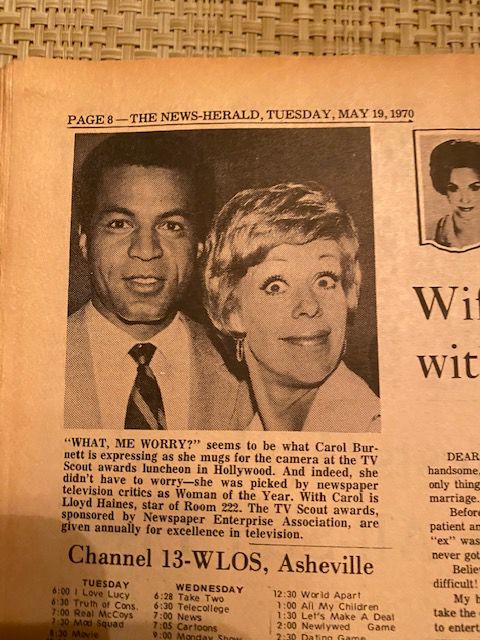 PAGE 8 — THE NEWS-HERALD, TUESDAY, MAY 19, 1970
"WHAT, ME WORRY?" seems to be what Carol Bur-
nett is expressing as she mugs for the camera at the TV
Scout awards luncheon in Hollywood. And indeed, she
didn't have to worry—she was picked by newspaper
television critics as Woman of the Year. With Carol is
Lloyd Haines, star of Room 222. The TV Scout awards,
sponsored by Newspaper Enterprise Association, are
given annually for excellence in television.
Channel 13-WLOS, Asheville
TUESDAY
6:00 I Love Lucy
6:30 Truth of Cons.
7:00 Real McCoys
7:30 Mod Squad
8:30 Movie
WEDNESDAY
6:28 Take Two
6:30 Telecollege
7:00 News
7:05 Cartoons
9:00 Monday Show
12:30 World Apart
1:00 All My Children
1:30 Let's Make A Deal
2:00 Newlywed Game
2:30 Dating Game
Wif
wit
DEAR
handsome,
only thing
marriage.
Before
patient an
"ex" was
never got
Belie
difficult!
My h
take the
to entert